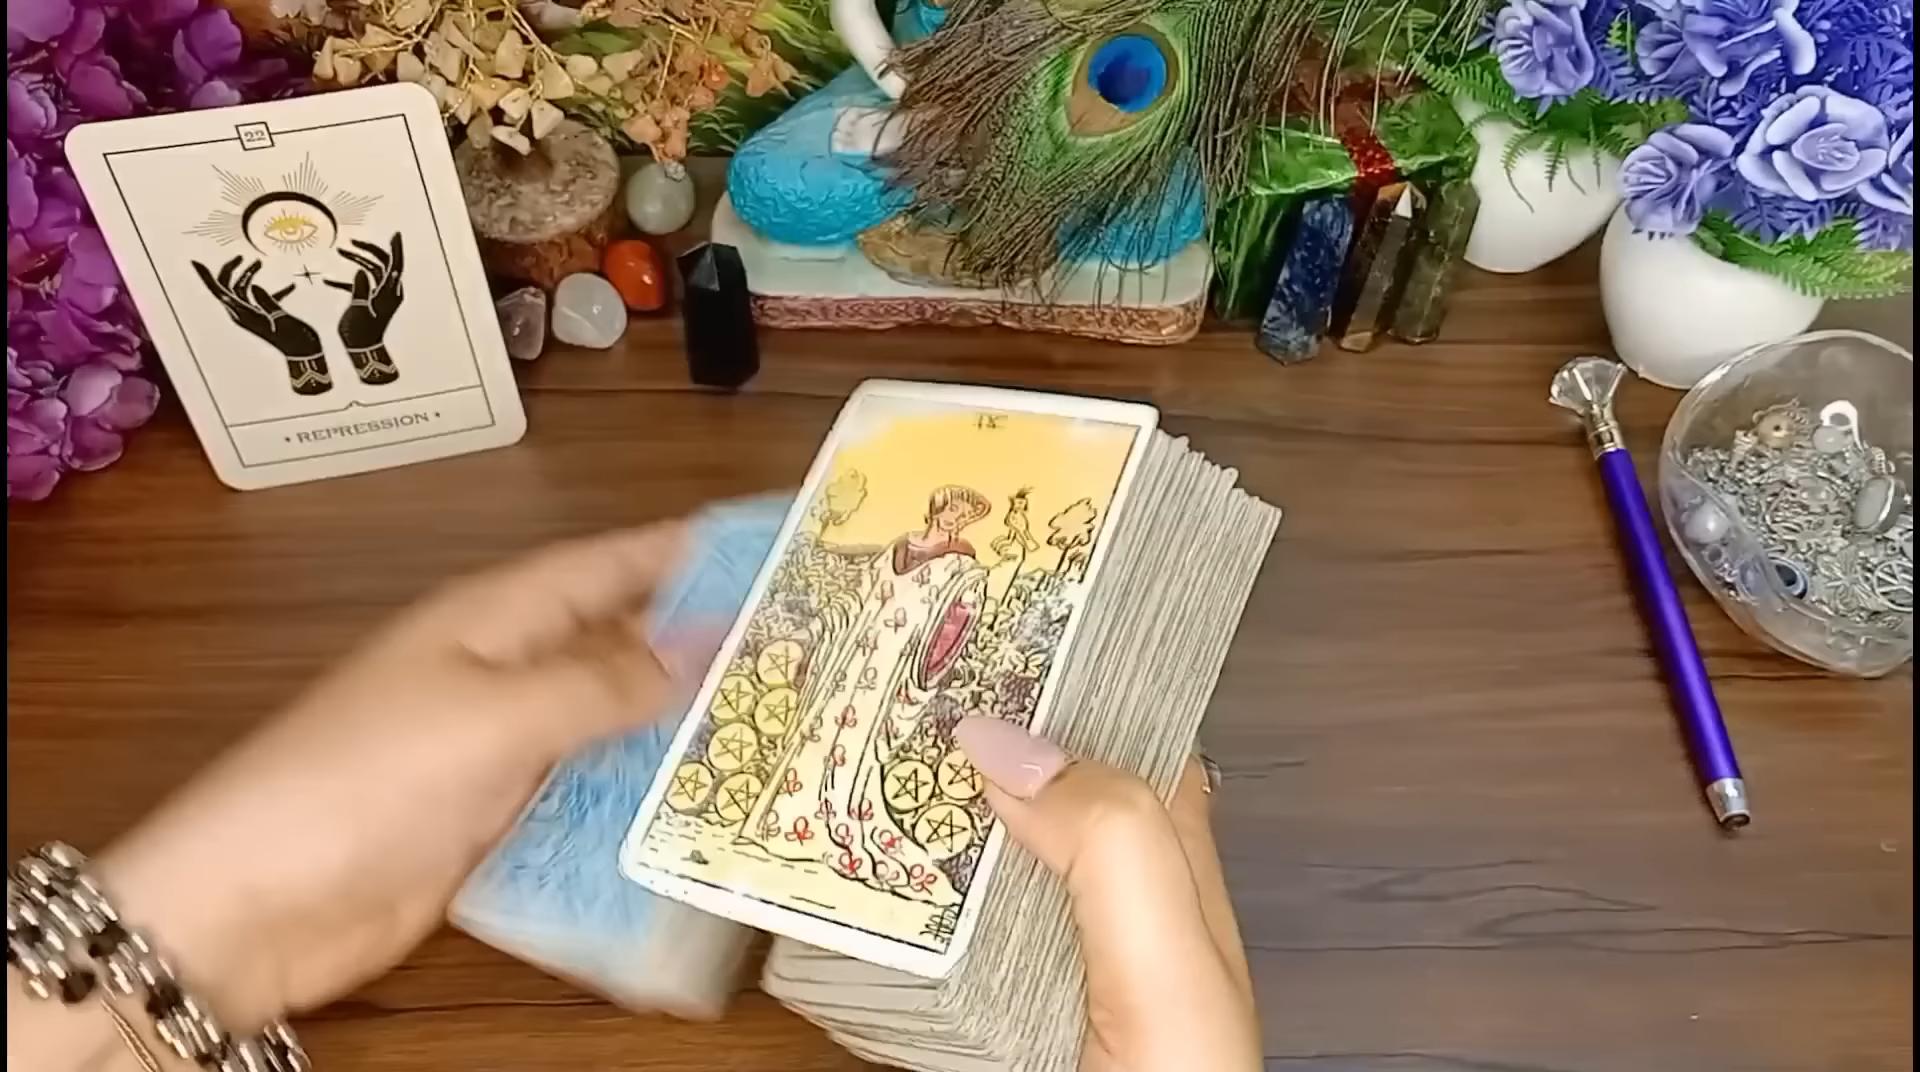 22
• REPRESSION •
IX